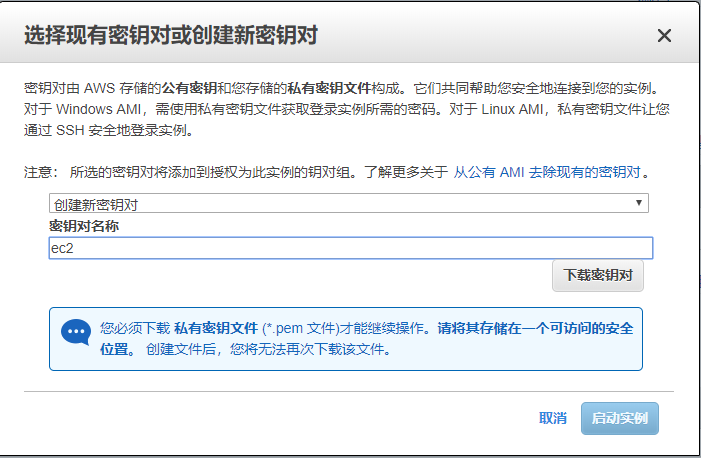 选择现有密钥对或创建新密钥对
密钥对由 AWS 存储的公有密钥和您存储的私有密钥文件构成。它们共同帮助您安全地连接到您的实例。
对于 Windows AMI，需使用私有密钥文件获取登录实例所需的密码。对于 Linux AMI，私有密钥文件让您
通过 SSH 安全地登录实例。
注意： 所选的密钥对将添加到授权为此实例的钥对组。了解更多关于 从公有 AMI 去除现有的密钥对。
创建新密钥对
密钥对名称
ec2
下载密钥对
您必须下载 私有密钥文件 (*.pem 文件)才能继续操作。请将其存储在一个可访问的安全
位置。 创建文件后，您将无法再次下载该文件。
取消 启动实例